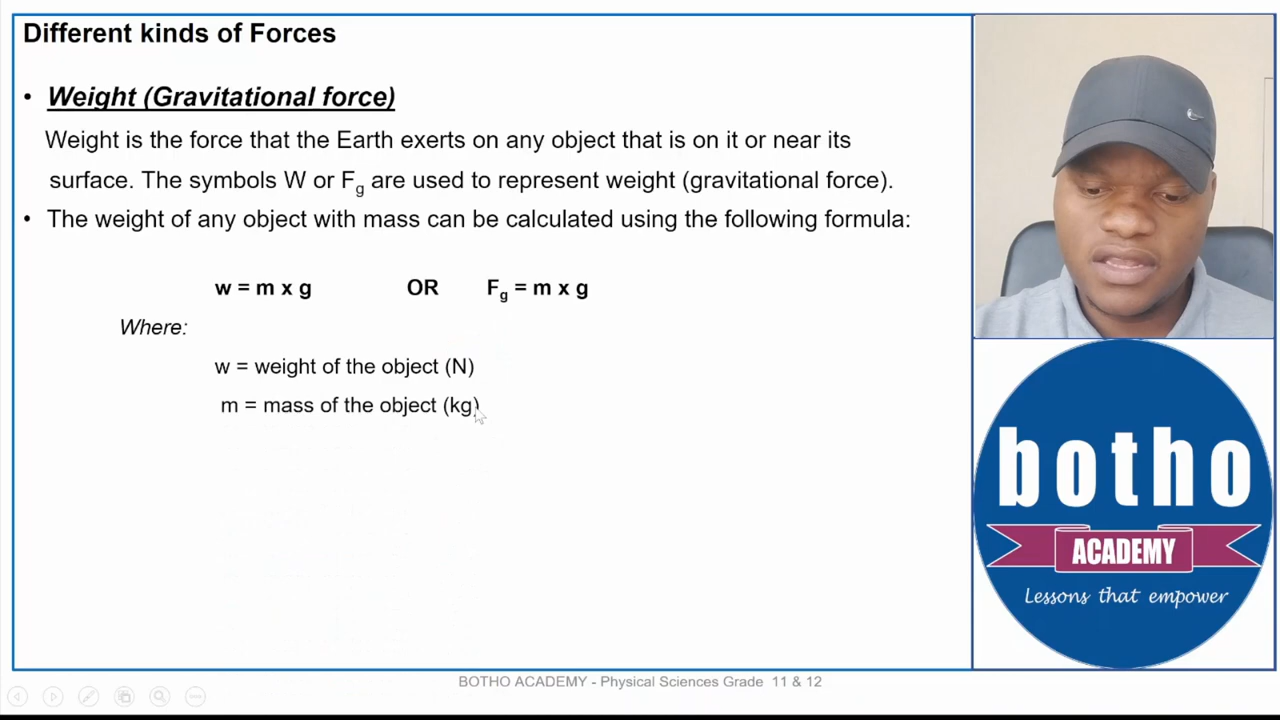 Different kinds of Forces
• Weight (Gravitational force)
Weight is the force that the Earth exerts on any object that is on it or near its
surface. The symbols W or Fg are used to represent weight (gravitational force).
• The weight of any object with mass can be calculated using the following formula:
w = m x g OR Fg = m x g
Where:
w = weight of the object (N)
m = mass of the object (kg)
botho
ACADEMY
Lessons that empower
BOTHO ACADEMY - Physical Sciences Grade 11 & 12